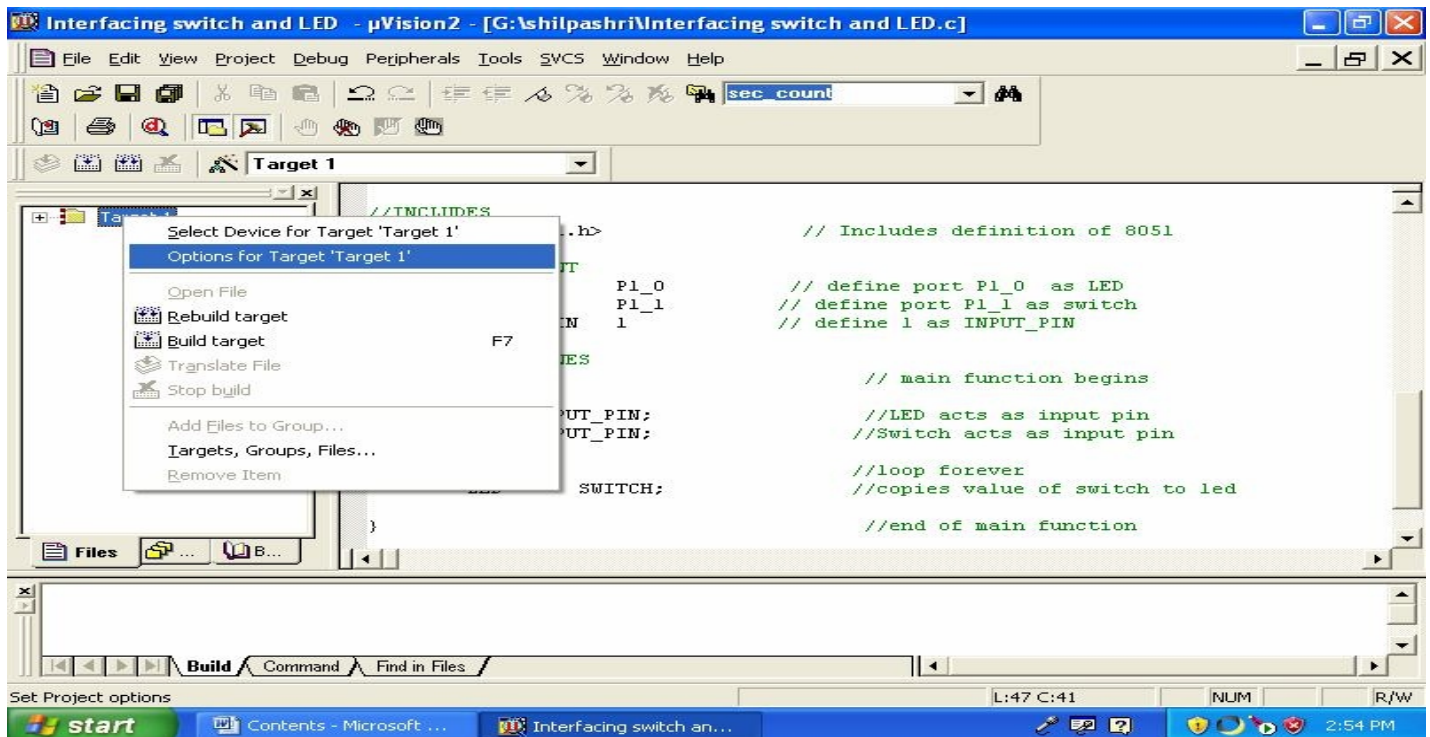 Interfacing switch and LED - µVision2 - [G:\shilpashri\Interfacing switch and LED.c]
File Edit View Project Debug Peripherals Tools SVCS Window Help
sec_count
Target 1
//INCLUDES
Select Device for Target 'Target 1'
.h> // Includes definition of 8051
Options for Target 'Target 1'
Open File
P1_0 // define port P1_0 as LED
P1_1 // define port P1_1 as switch
Rebuild target
IN 1 // define 1 as INPUT_PIN
Build target F7
Translate File
// main function begins
Stop build
PUT_PIN; //LED acts as input pin
Add Files to Group...
PUT_PIN; //Switch acts as input pin
Targets, Groups, Files...
//loop forever
Remove Item
SWITCH; //copies value of switch to led
} //end of main function
Files ... B...
Build Command Find in Files
Set Project options L:47 C:41 NUM R/W
start Contents - Microsoft ... Interfacing switch an... 2:54 PM